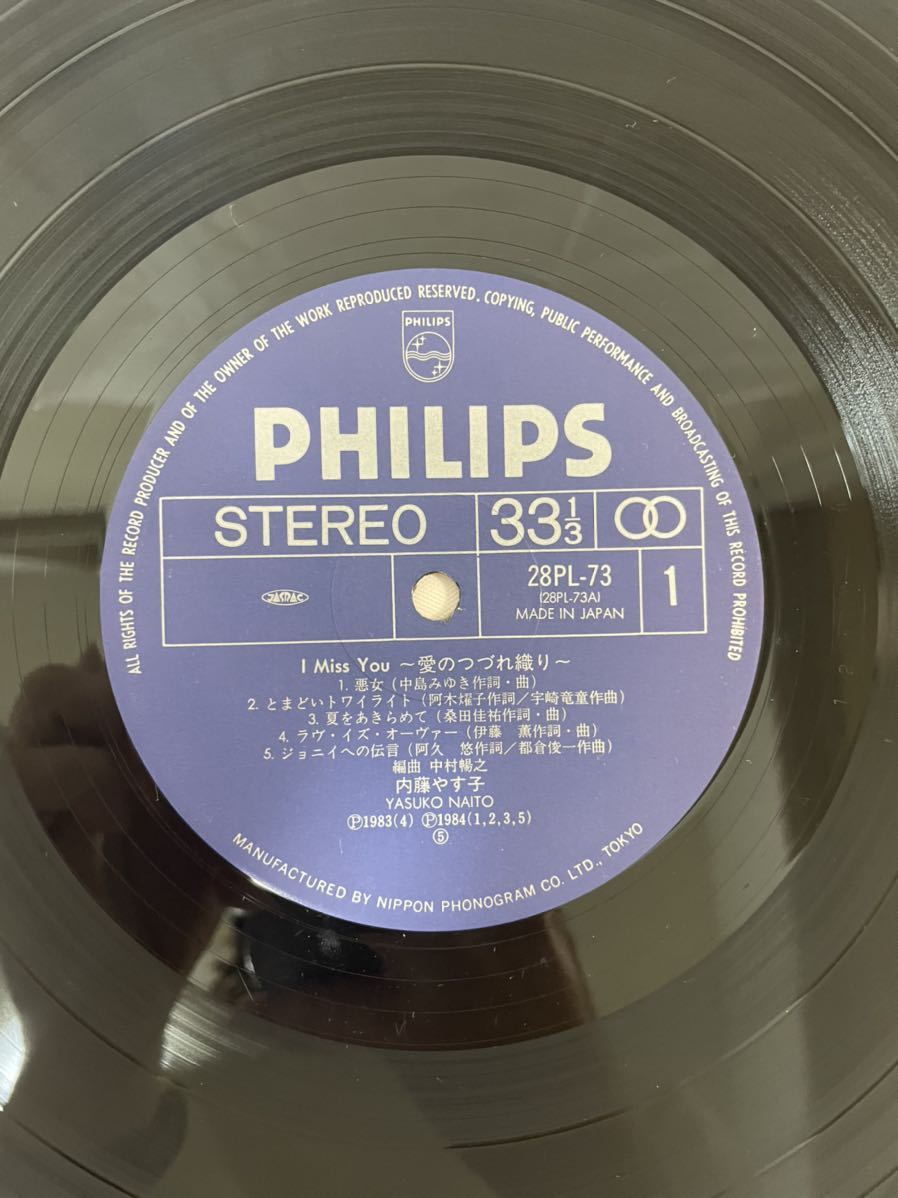 ALL RIGHTS OF THE RECORD PRODUCER AND OF THE OWNER OF THE WORK REPRODUCED RESERVED. COPYING, PUBLIC PERFORMANCE AND BROADCASTING OF THIS RECORD PROHIBITED
PHILIPS
PHILIPS
STEREO 33 1/3
JASRAC
28PL-73
(28PL-73A)
MADE IN JAPAN
1
I Miss You ～愛のつづれ織り～
1. 悪女（中島みゆき作詞・曲）
2. とまどいトワイライト（阿木燿子作詞／宇崎竜童作曲）
3. 夏をあきらめて（桑田佳祐作詞・曲）
4. ラヴ・イズ・オーヴァー（伊藤 薫作詞・曲）
5. ジョニイへの伝言（阿久 悠作詞／都倉俊一作曲）
編曲 中村暢之
内藤やす子
YASUKO NAITO
Ⓟ1983(4) Ⓟ1984(1,2,3,5)
⑤
MANUFACTURED BY NIPPON PHONOGRAM CO. LTD., TOKYO